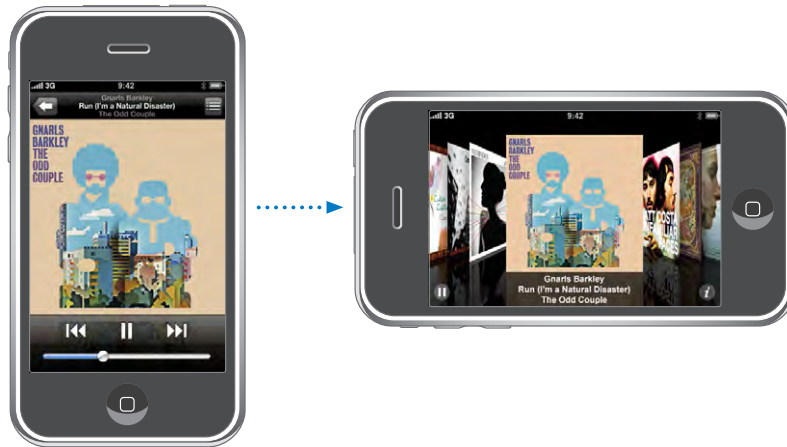 3G
9:42
Gnarls Barkley
Run (I'm a Natural Disaster)
The Odd Couple
GNARLS
BARKLEY
THE
ODD
COUPLE
3G
9:42
GNARLS
BARKLEY
THE
ODD
COUPLE
Gnarls Barkley
Run (I'm a Natural Disaster)
The Odd Couple
i